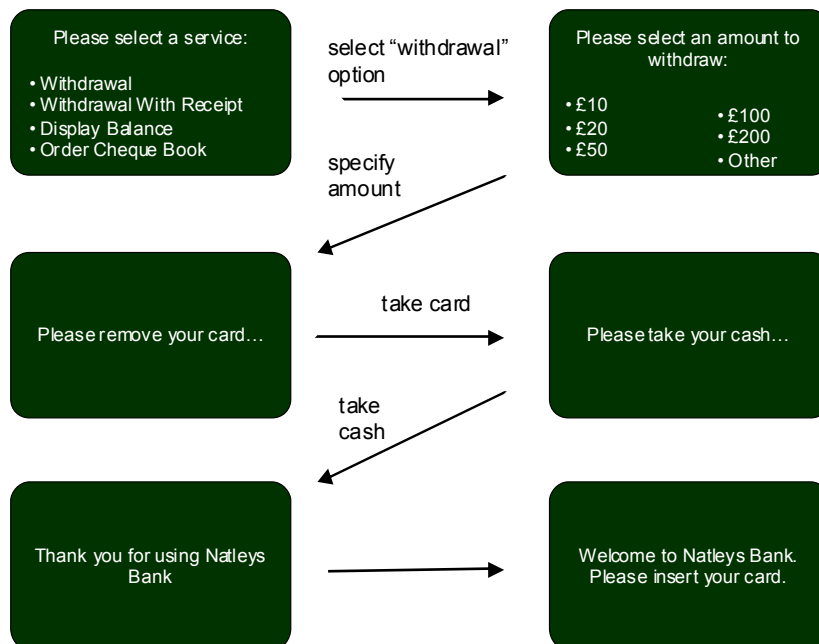 Please select a service:
• Withdrawal
• Withdrawal With Receipt
• Display Balance
• Order Cheque Book
select “withdrawal”
option
Please select an amount to
withdraw:
• £10
• £20
• £50
• £100
• £200
• Other
specify
amount
Please remove your card…
take card
Please take your cash…
take
cash
Thank you for using Natleys
Bank
Welcome to Natleys Bank.
Please insert your card.